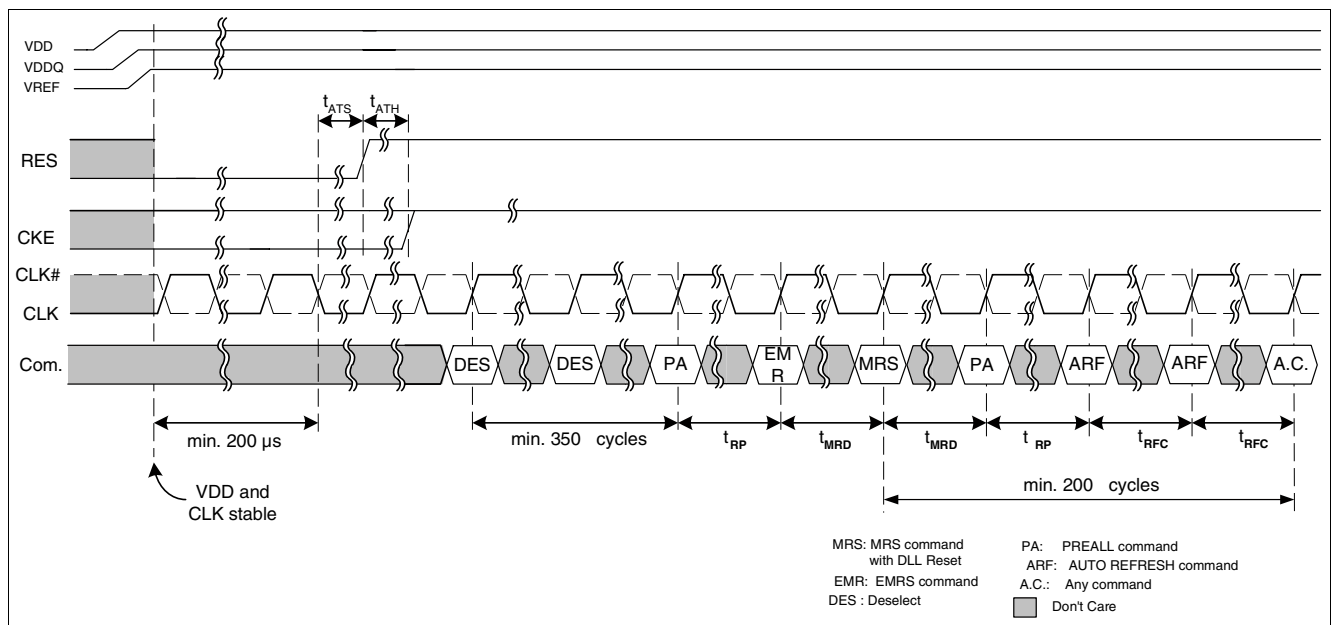 VDD
VDDQ
VREF
tATS tATH
RES
CKE
CLK#
CLK
Com. DES DES PA EM R MRS PA ARF ARF A.C.
min. 200 µs min. 350 cycles tRP tMRD tMRD tRP tRFC tRFC
min. 200 cycles
VDD and
CLK stable
MRS: MRS command
with DLL Reset
EMR: EMRS command
DES : Deselect
PA: PREALL command
ARF: AUTO REFRESH command
A.C.: Any command
Don't Care